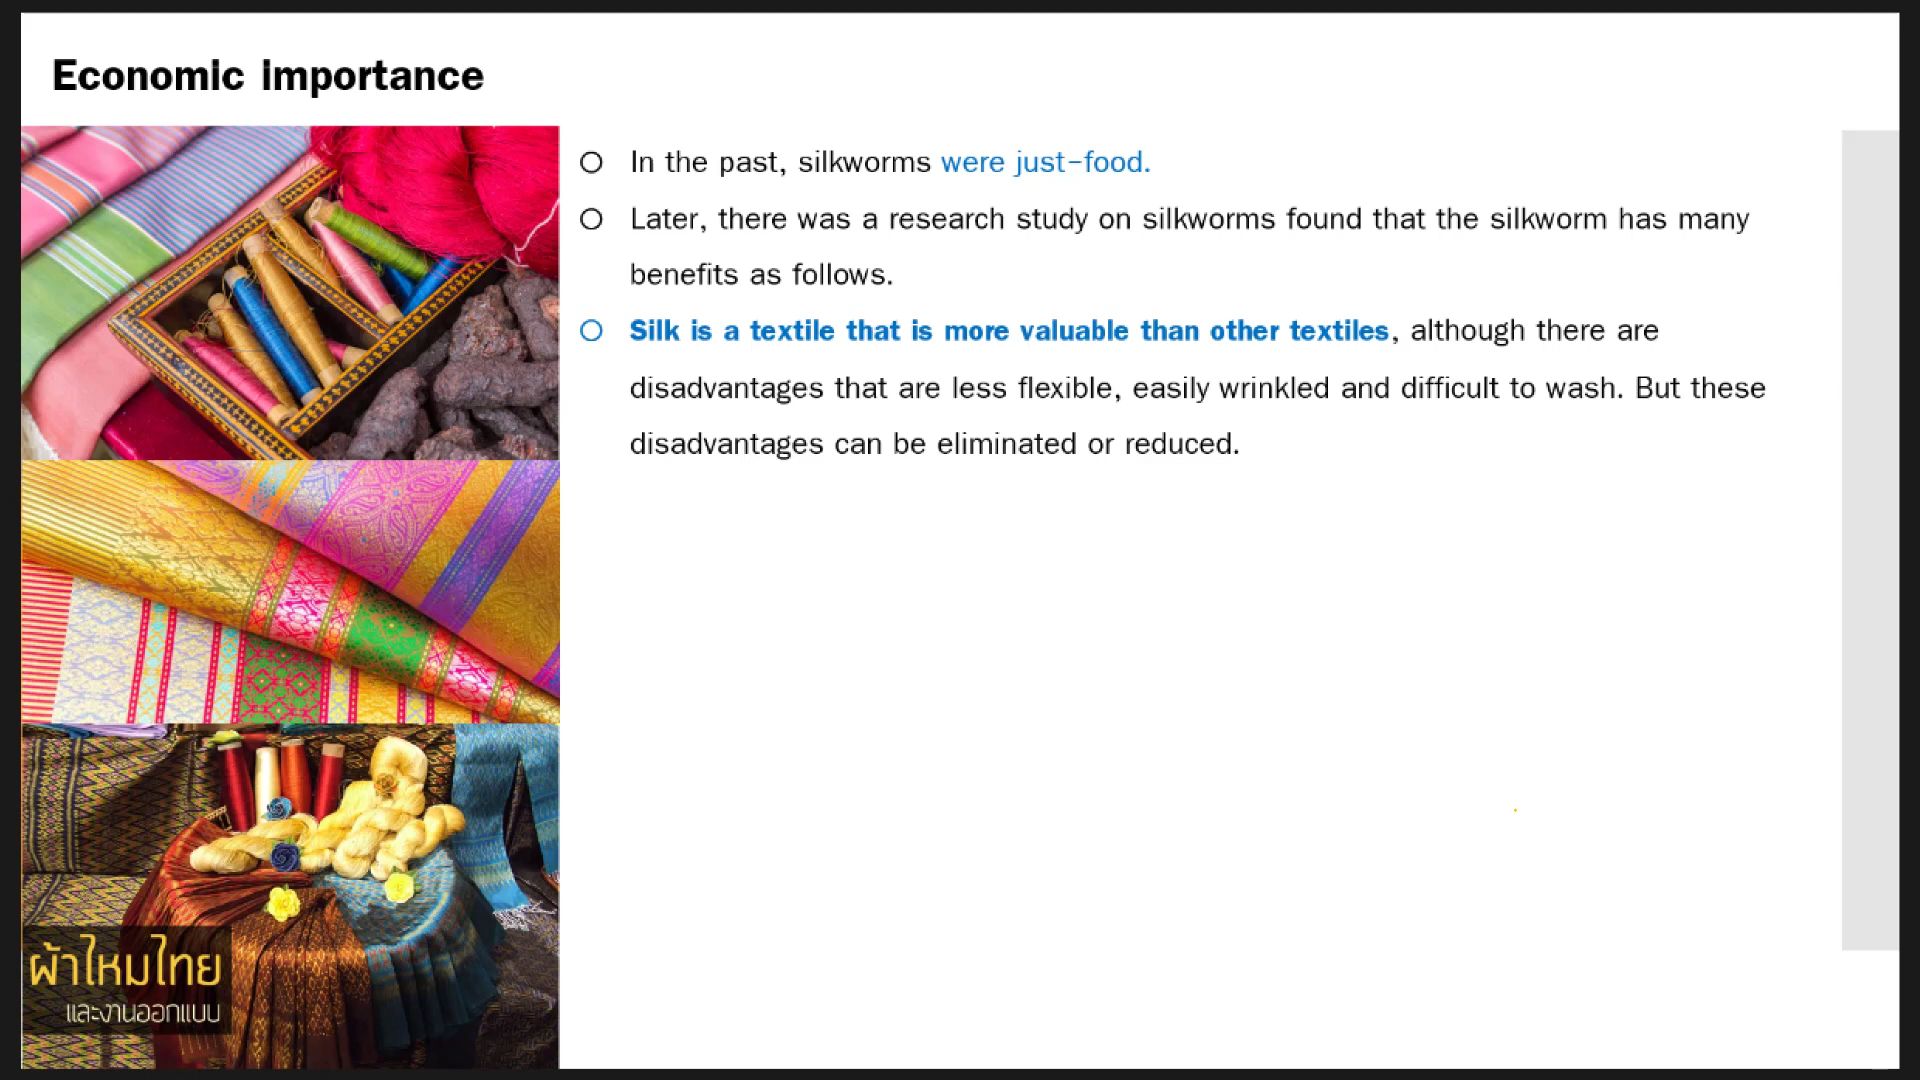 Economic importance
In the past, silkworms were just-food.
Later, there was a research study on silkworms found that the silkworm has many
benefits as follows.
Silk is a textile that is more valuable than other textiles, although there are
disadvantages that are less flexible, easily wrinkled and difficult to wash. But these
disadvantages can be eliminated or reduced.
ผ้าไหมไทย
และงานออกแบบ